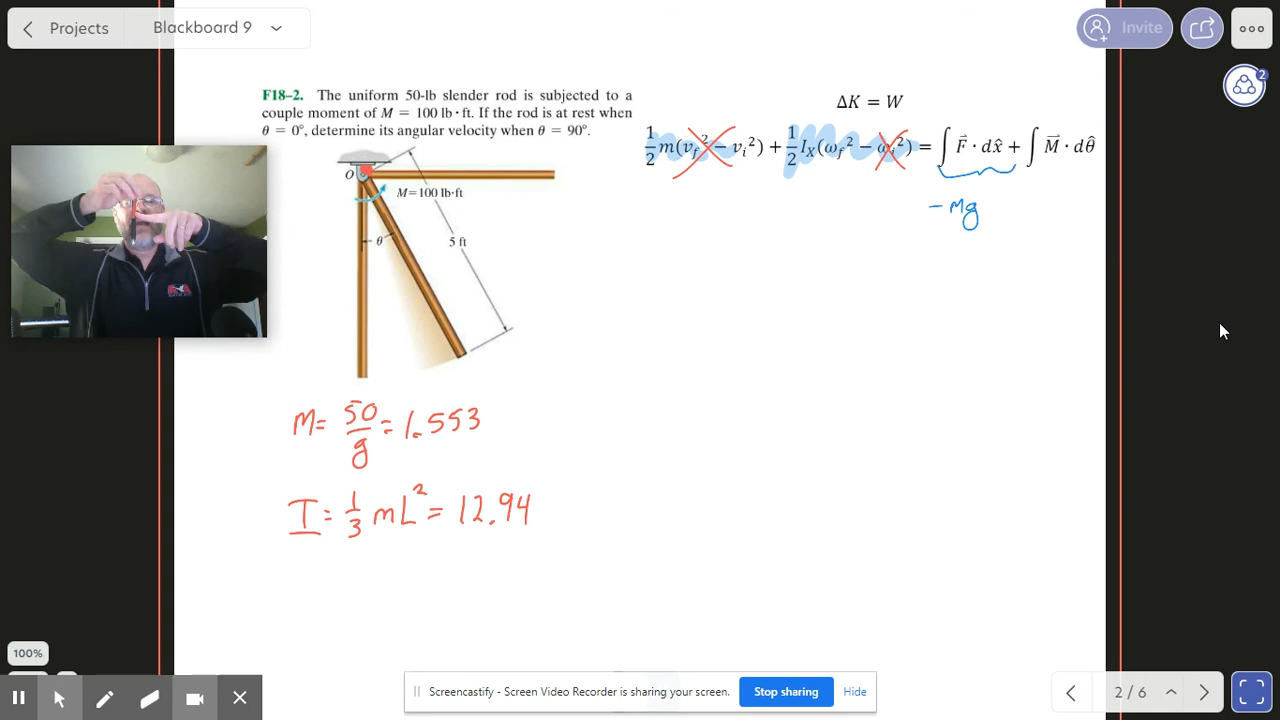 Projects
Blackboard 9
Invite
2
F18–2. The uniform 50-lb slender rod is subjected to a
couple moment of M = 100 lb · ft. If the rod is at rest when
θ = 0°, determine its angular velocity when θ = 90°.
O
M=100 lb·ft
θ
5 ft
ΔK = W
1/2 m(v_f² − v_i²) + 1/2 I_X(ω_f² − ω_i²) = ∫ F⃗ · dx̂ + ∫ M⃗ · dθ̂
− mg
M = 50/g = 1.553
I = 1/3 mL² = 12.94
100%
Screencastify - Screen Video Recorder is sharing your screen.
Stop sharing
Hide
2 / 6